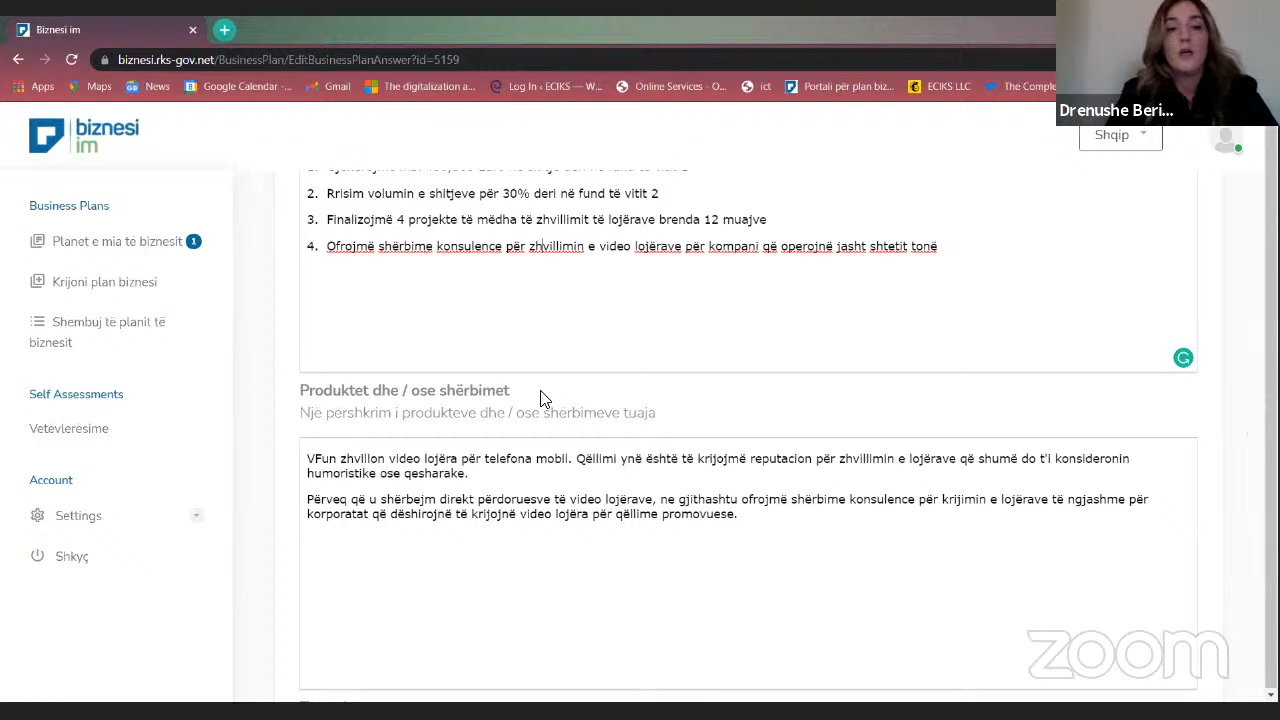 Biznesi im
biznesi.rks-gov.net/BusinessPlan/EditBusinessPlanAnswer?id=5159
Apps
Maps
News
Google Calendar -...
Gmail
The digitalization a...
Log In ‹ ECIKS — W...
Online Services - O...
ict
Portali për plan biz...
ECIKS LLC
The Comple
Drenushe Beri...
biznesi
im
Shqip
Business Plans
Planet e mia të biznesit 1
Krijoni plan biznesi
Shembuj të planit të
biznesit
Self Assessments
Vetëvlerësime
Account
Settings
Shkyç
2. Rrisim volumin e shitjeve për 30% deri në fund të vitit 2
3. Finalizojmë 4 projekte të mëdha të zhvillimit të lojërave brenda 12 muajve
4. Ofrojmë shërbime konsulence për zhvillimin e video lojërave për kompani që operojnë jasht shtetit tonë
Produktet dhe / ose shërbimet
Një përshkrim i produkteve dhe / ose shërbimeve tuaja
VFun zhvillon video lojëra për telefona mobil. Qëllimi ynë është të krijojmë reputacion për zhvillimin e lojërave që shumë do t'i konsideronin
humoristike ose qesharake.
Përveq që u shërbejm direkt përdoruesve të video lojërave, ne gjithashtu ofrojmë shërbime konsulence për krijimin e lojërave të ngjashme për
korporatat që dëshirojnë të krijojnë video lojëra për qëllime promovuese.
zoom